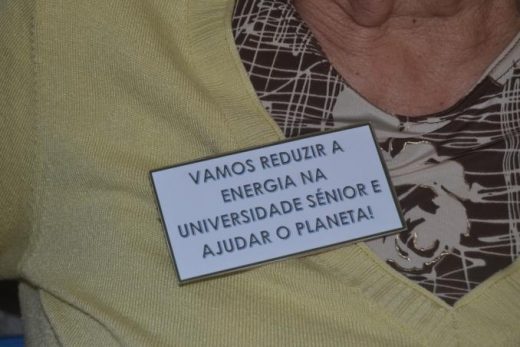 VAMOS REDUZIR A
ENERGIA NA
UNIVERSIDADE SÉNIOR E
AJUDAR O PLANETA!